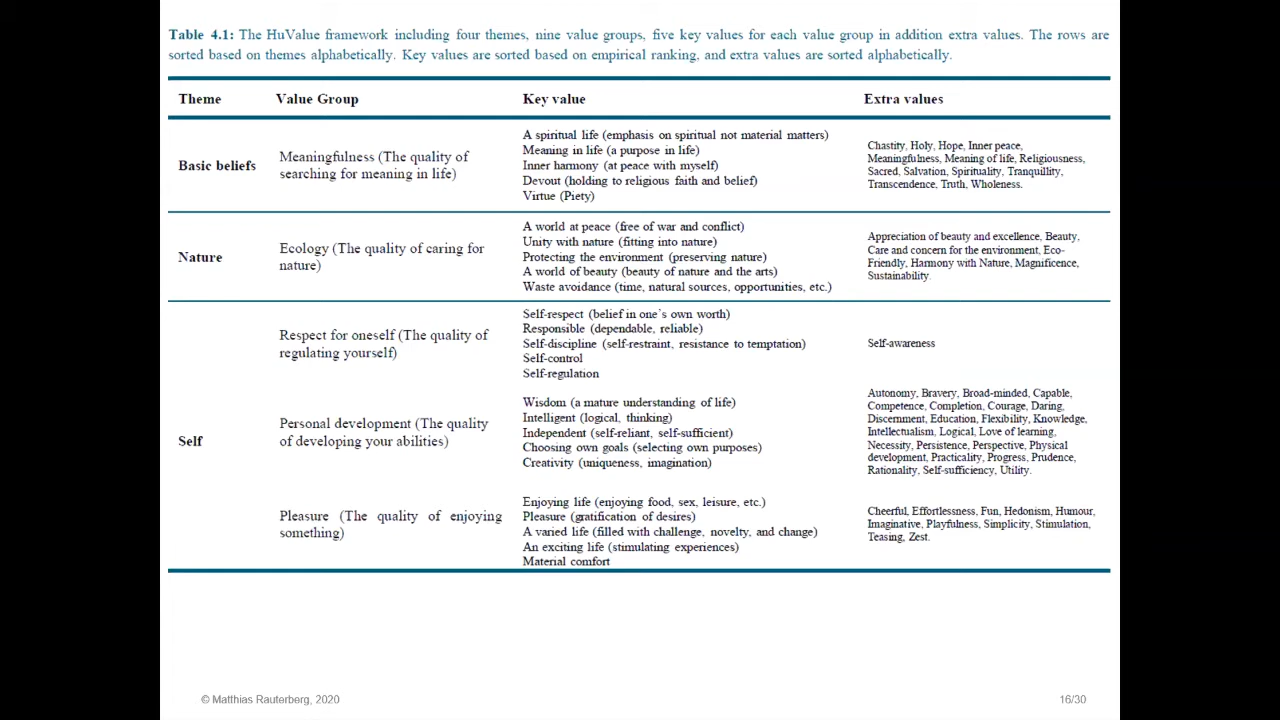 Table 4.1: The HuValue framework including four themes, nine value groups, five key values for each value group in addition extra values. The rows are
sorted based on themes alphabetically. Key values are sorted based on empirical ranking, and extra values are sorted alphabetically.
Theme Value Group Key value Extra values
Basic beliefs
Meaningfulness (The quality of
searching for meaning in life)
A spiritual life (emphasis on spiritual not material matters)
Meaning in life (a purpose in life)
Inner harmony (at peace with myself)
Devout (holding to religious faith and belief)
Virtue (Piety)
Chastity, Holy, Hope, Inner peace,
Meaningfulness, Meaning of life, Religiousness,
Sacred, Salvation, Spirituality, Tranquillity,
Transcendence, Truth, Wholeness.
Nature
Ecology (The quality of caring for
nature)
A world at peace (free of war and conflict)
Unity with nature (fitting into nature)
Protecting the environment (preserving nature)
A world of beauty (beauty of nature and the arts)
Waste avoidance (time, natural sources, opportunities, etc.)
Appreciation of beauty and excellence, Beauty,
Care and concern for the environment, Eco-
Friendly, Harmony with Nature, Magnificence,
Sustainability.
Self
Respect for oneself (The quality of
regulating yourself)
Self-respect (belief in one's own worth)
Responsible (dependable, reliable)
Self-discipline (self-restraint, resistance to temptation)
Self-control
Self-regulation
Self-awareness
Personal development (The quality
of developing your abilities)
Wisdom (a mature understanding of life)
Intelligent (logical, thinking)
Independent (self-reliant, self-sufficient)
Choosing own goals (selecting own purposes)
Creativity (uniqueness, imagination)
Autonomy, Bravery, Broad-minded, Capable,
Competence, Completion, Courage, Daring,
Discernment, Education, Flexibility, Knowledge,
Intellectualism, Logical, Love of learning,
Necessity, Persistence, Perspective, Physical
development, Practicality, Progress, Prudence,
Rationality, Self-sufficiency, Utility.
Pleasure (The quality of enjoying
something)
Enjoying life (enjoying food, sex, leisure, etc.)
Pleasure (gratification of desires)
A varied life (filled with challenge, novelty, and change)
An exciting life (stimulating experiences)
Material comfort
Cheerful, Effortlessness, Fun, Hedonism, Humour,
Imaginative, Playfulness, Simplicity, Stimulation,
Teasing, Zest.
© Matthias Rauterberg, 2020
16/30